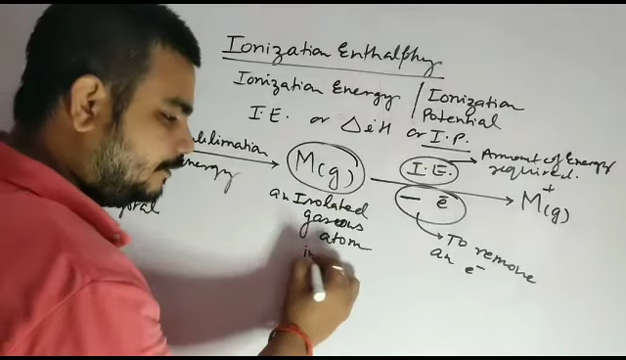 Ionization Enthalphy
Ionization Energy / Ionization Potential
I.E. or ΔiH or I.P.
Energy
M(g)
I.E.
Amount of Energy required.
M⁺(g)
– ē
an Isolated
gaseous
atom
To remove
an e⁻